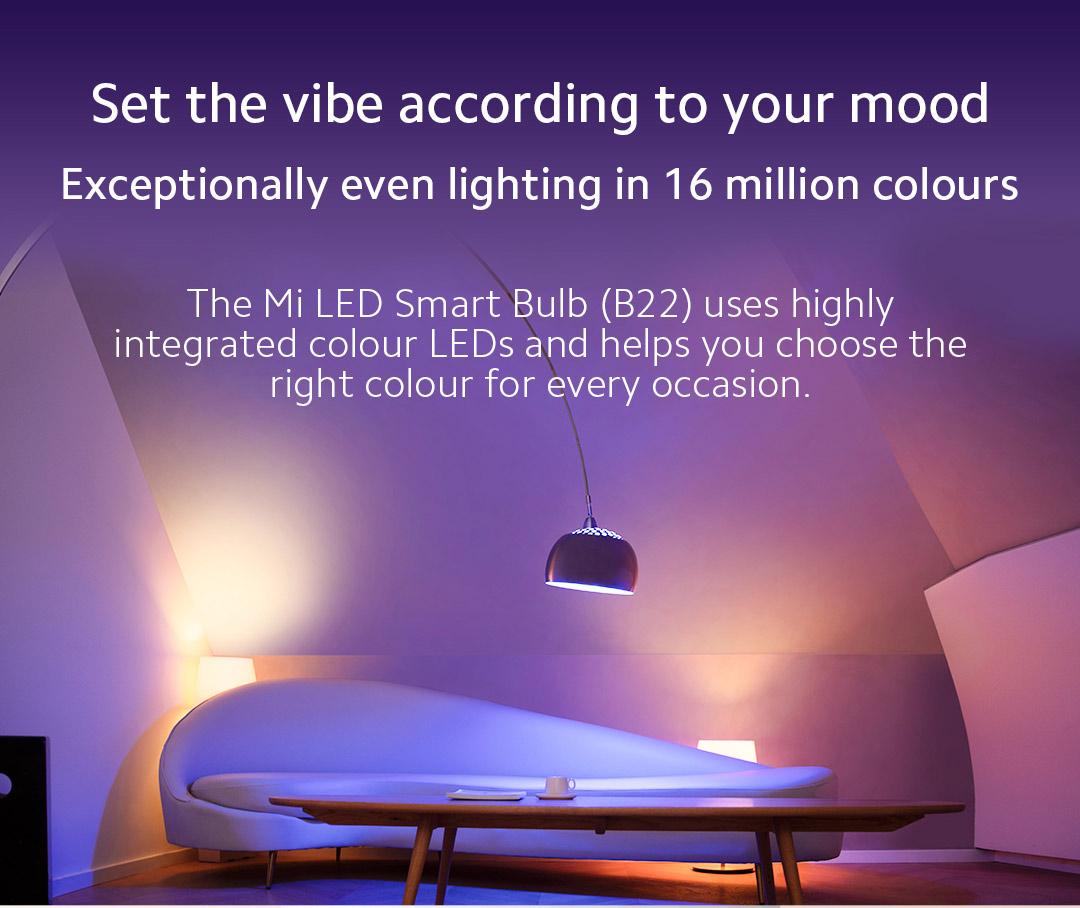 Set the vibe according to your mood
Exceptionally even lighting in 16 million colours
The Mi LED Smart Bulb (B22) uses highly
integrated colour LEDs and helps you choose the
right colour for every occasion.